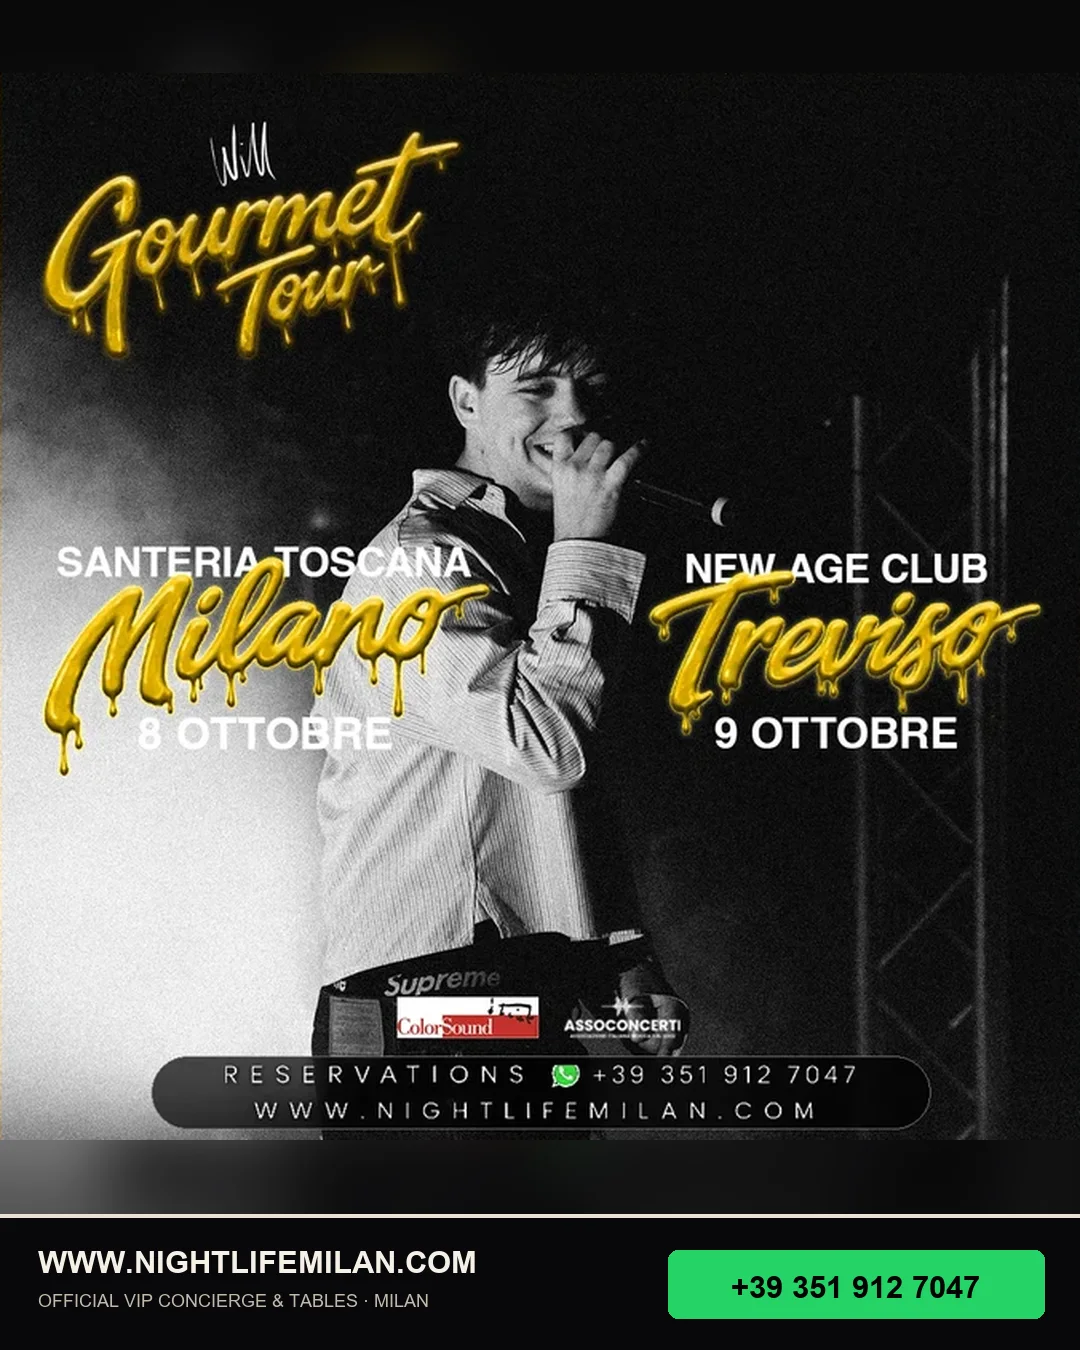 Will
Gourmet
Tour
SANTERIA TOSCANA
Milano
8 OTTOBRE
NEW AGE CLUB
Treviso
9 OTTOBRE
Supreme
ColorSound
ASSOCONCERTI
RESERVATIONS +39 351 912 7047
WWW.NIGHTLIFEMILAN.COM
WWW.NIGHTLIFEMILAN.COM
OFFICIAL VIP CONCIERGE & TABLES · MILAN
+39 351 912 7047